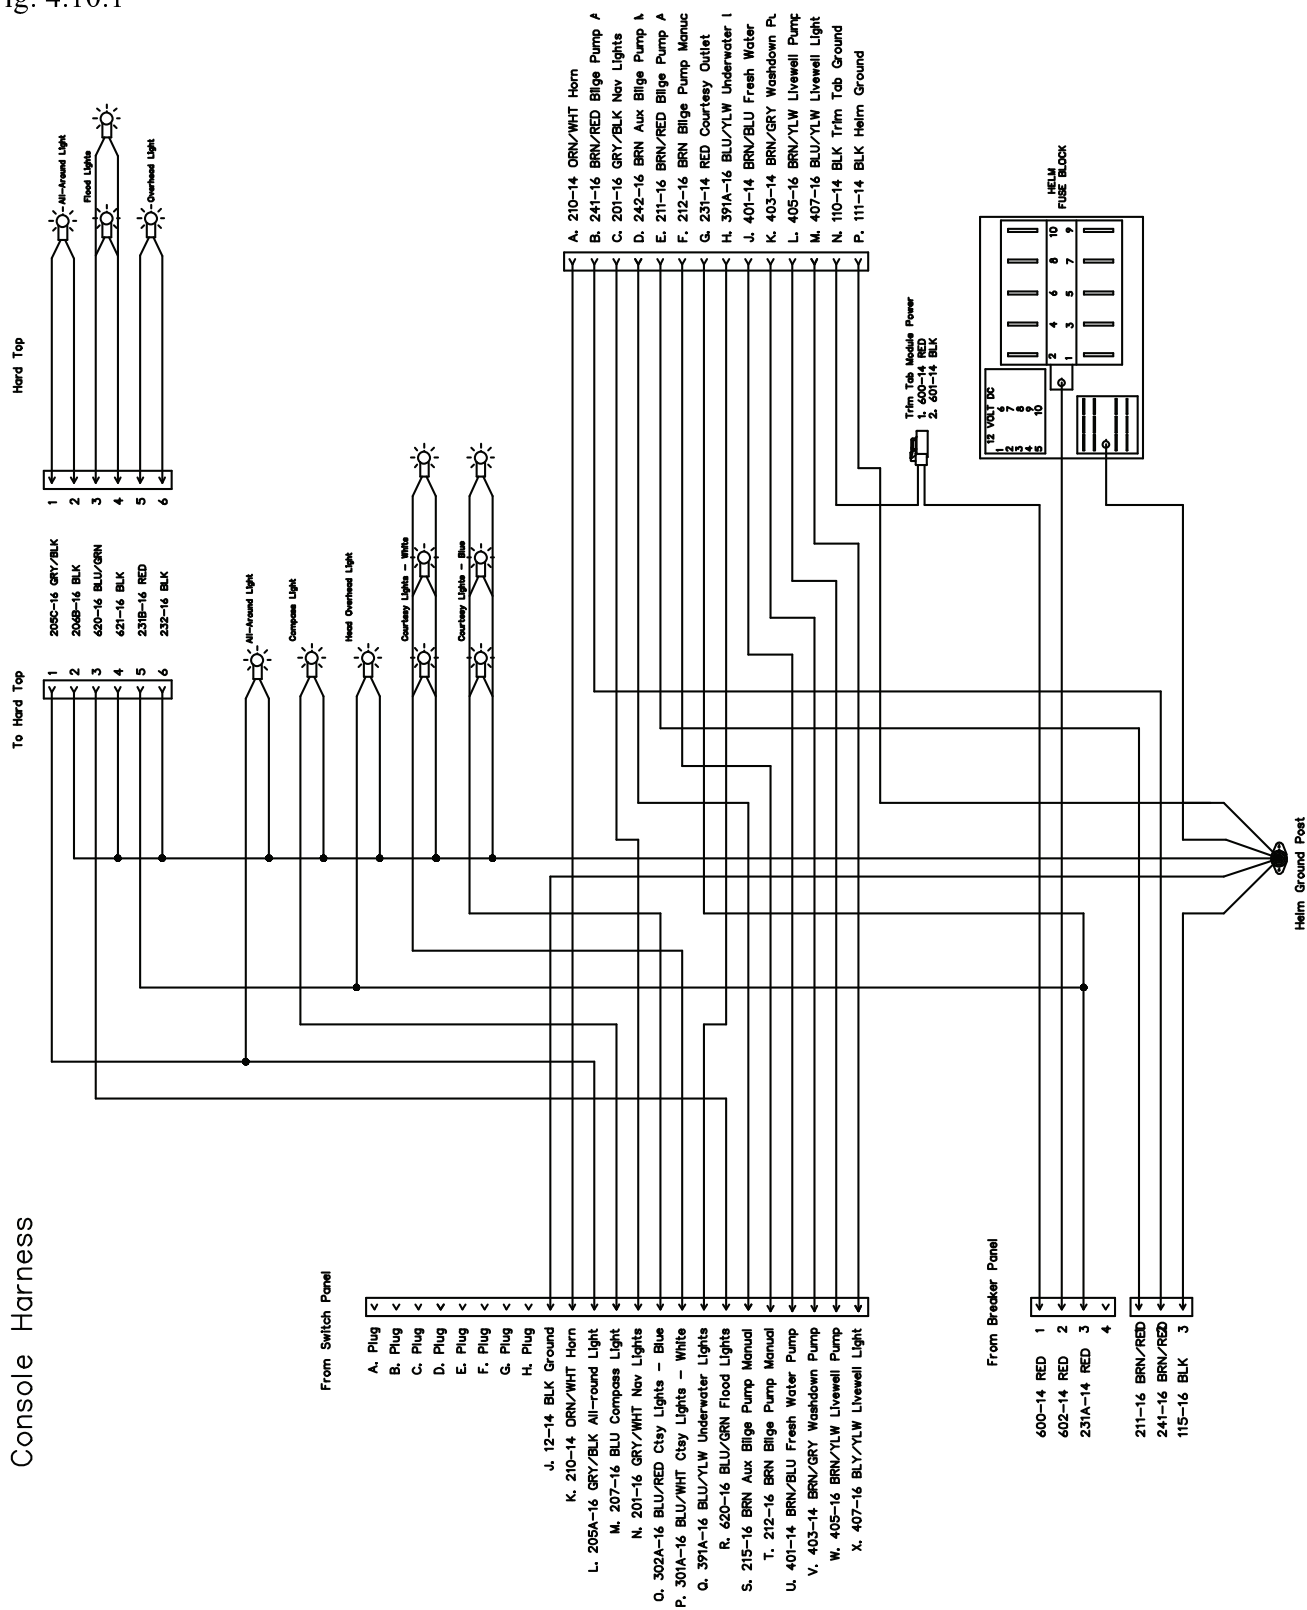 Console Harness
Hard Top
All-Around Light
Flood Lights
Overhead Light
1
2
3
4
5
6
205C-16 GRY/BLK
206B-16 BLK
620-16 BLU/GRN
621-16 BLK
231B-16 RED
232-16 BLK
1
2
3
4
5
6
To Hard Top
All-Around Light
Compass Light
Head Overhead Light
Courtesy Lights - White
Courtesy Lights - Blue
A. 210-14 ORN/WHT Horn
B. 241-16 BRN/RED Bilge Pump
C. 201-16 GRY/BLK Nav Lights
D. 242-16 BRN Aux Bilge Pump
E. 211-16 BRN/RED Bilge Pump
F. 212-16 BRN Bilge Pump
G. 231-14 RED Courtesy Outlet
H. 391A-16 BLU/YLW Underwater
J. 401-14 BRN/BLU Fresh Water
K. 403-14 BRN/GRY Washdown
L. 405-16 BRN/YLW Livewell
M. 407-16 BLU/YLW Livewell Light
N. 110-14 BLK Trim Tab Ground
P. 111-14 BLK Helm Ground
Trim Tab Module Power
1. 600-14 RED
2. 601-14 BLK
HELM
FUSE BLOCK
10
8
6
4
2
9
7
5
3
1
12 VOLT DC
1 6
2 7
3 8
4 9
5 10
Helm Ground Post
From Switch Panel
A. Plug
B. Plug
C. Plug
D. Plug
E. Plug
F. Plug
G. Plug
H. Plug
J. 12-14 BLK Ground
K. 210-14 ORN/WHT Horn
L. 205A-16 GRY/BLK All-round Light
M. 207-16 BLU Compass Light
N. 201-16 GRY/WHT Nav Lights
O. 302A-16 BLU/RED Ctsy Lights - Blue
P. 301A-16 BLU/WHT Ctsy Lights - White
Q. 391A-16 BLU/YLW Underwater Lights
R. 620-16 BLU/GRN Flood Lights
S. 215-16 BRN Aux Bilge Pump Manual
T. 212-16 BRN Bilge Pump Manual
U. 401-14 BRN/BLU Fresh Water Pump
V. 403-14 BRN/GRY Washdown Pump
W. 405-16 BRN/YLW Livewell Pump
X. 407-16 BLY/YLW Livewell Light
From Breaker Panel
600-14 RED 1
602-14 RED 2
231A-14 RED 3
4
211-16 BRN/RED
241-16 BRN/RED
115-16 BLK 3